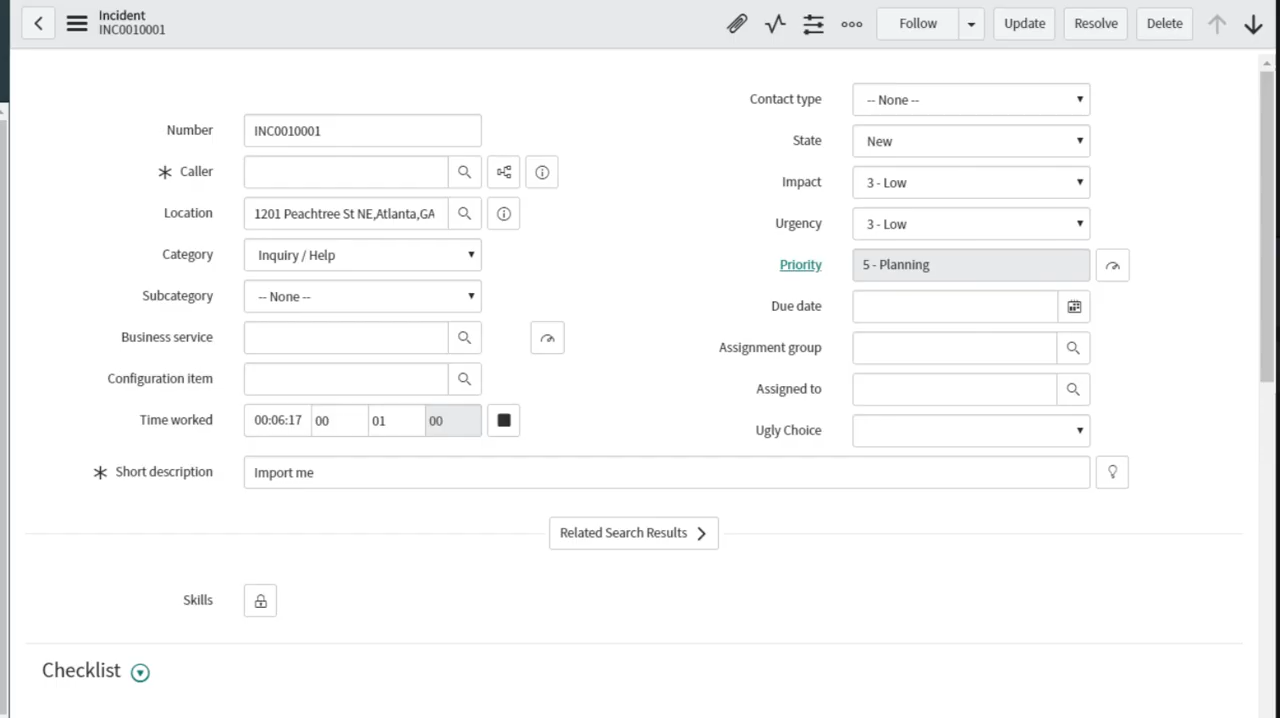 Incident
INC0010001
Follow
Update
Resolve
Delete
Number
INC0010001
Caller
Location
1201 Peachtree St NE,Atlanta,GA
Category
Inquiry / Help
Subcategory
-- None --
Business service
Configuration item
Time worked
00:06:17 00 01 00
Contact type
-- None --
State
New
Impact
3 - Low
Urgency
3 - Low
Priority
5 - Planning
Due date
Assignment group
Assigned to
Ugly Choice
Short description
Import me
Related Search Results
Skills
Checklist